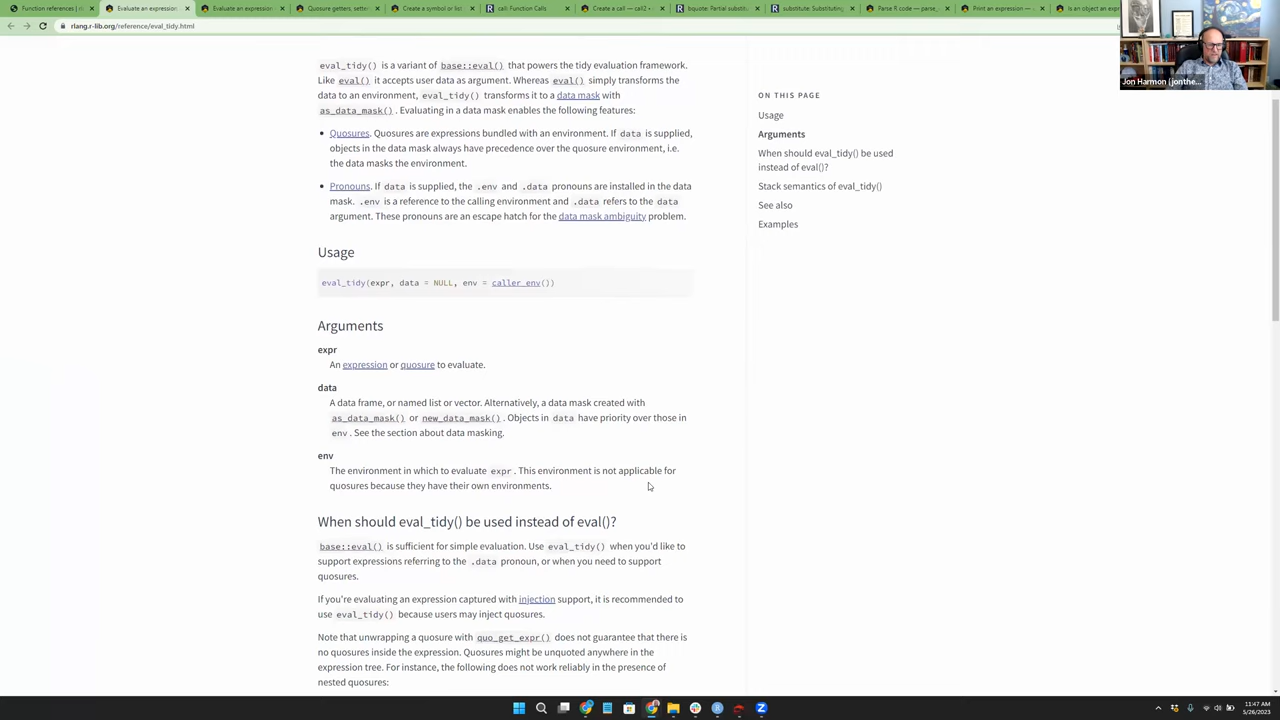 Function references | rl
Evaluate an expression
Evaluate an expression
Quosure getters, setter
Create a symbol or list
call: Function Calls
Create a call — call2 •
bquote: Partial substitu
substitute: Substituting
Parse R code — parse_
Print an expression —
Is an object an expr
rlang.r-lib.org/reference/eval_tidy.html
Jon Harmon (jonthe...
eval_tidy() is a variant of base::eval() that powers the tidy evaluation framework.
Like eval() it accepts user data as argument. Whereas eval() simply transforms the
data to an environment, eval_tidy() transforms it to a data mask with
as_data_mask(). Evaluating in a data mask enables the following features:
• Quosures. Quosures are expressions bundled with an environment. If data is supplied,
objects in the data mask always have precedence over the quosure environment, i.e.
the data masks the environment.
• Pronouns. If data is supplied, the .env and .data pronouns are installed in the data
mask. .env is a reference to the calling environment and .data refers to the data
argument. These pronouns are an escape hatch for the data mask ambiguity problem.
Usage
eval_tidy(expr, data = NULL, env = caller_env())
Arguments
expr
An expression or quosure to evaluate.
data
A data frame, or named list or vector. Alternatively, a data mask created with
as_data_mask() or new_data_mask(). Objects in data have priority over those in
env. See the section about data masking.
env
The environment in which to evaluate expr. This environment is not applicable for
quosures because they have their own environments.
When should eval_tidy() be used instead of eval()?
base::eval() is sufficient for simple evaluation. Use eval_tidy() when you'd like to
support expressions referring to the .data pronoun, or when you need to support
quosures.
If you're evaluating an expression captured with injection support, it is recommended to
use eval_tidy() because users may inject quosures.
Note that unwrapping a quosure with quo_get_expr() does not guarantee that there is
no quosures inside the expression. Quosures might be unquoted anywhere in the
expression tree. For instance, the following does not work reliably in the presence of
nested quosures:
ON THIS PAGE
Usage
Arguments
When should eval_tidy() be used
instead of eval()?
Stack semantics of eval_tidy()
See also
Examples
11:47 AM
5/26/2023